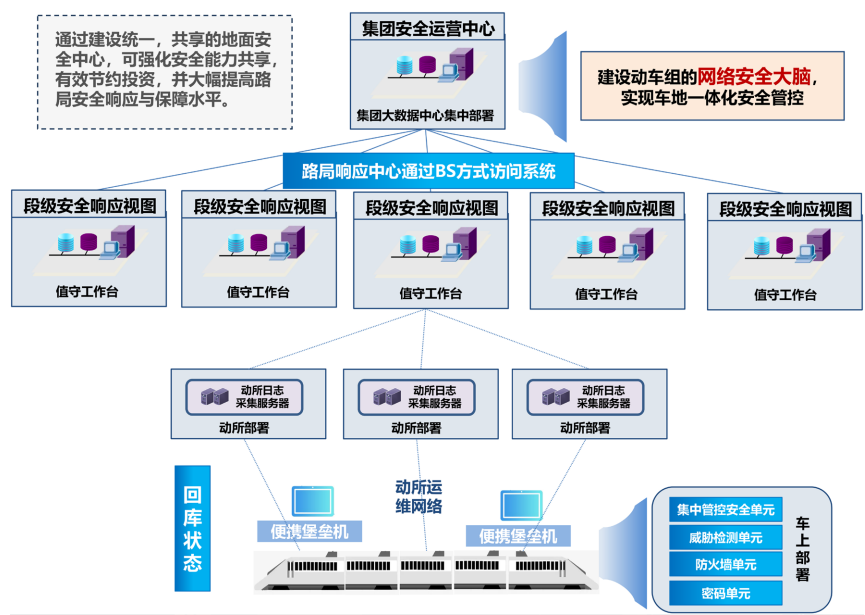 通过建设统一，共享的地面安
全中心，可强化安全能力共享，
有效节约投资，并大幅提高路
局安全响应与保障水平。
集团安全运营中心
集团大数据中心集中部署
建设动车组的网络安全大脑，
实现车地一体化安全管控
路局响应中心通过BS方式访问系统
段级安全响应视图
值守工作台
段级安全响应视图
值守工作台
段级安全响应视图
值守工作台
段级安全响应视图
值守工作台
段级安全响应视图
值守工作台
动所日志
采集服务器
动所部署
动所日志
采集服务器
动所部署
动所日志
采集服务器
动所部署
回库状态
便携堡垒机
动所运
维网络
便携堡垒机
集中管控安全单元
威胁检测单元
防火墙单元
密码单元
车上部署